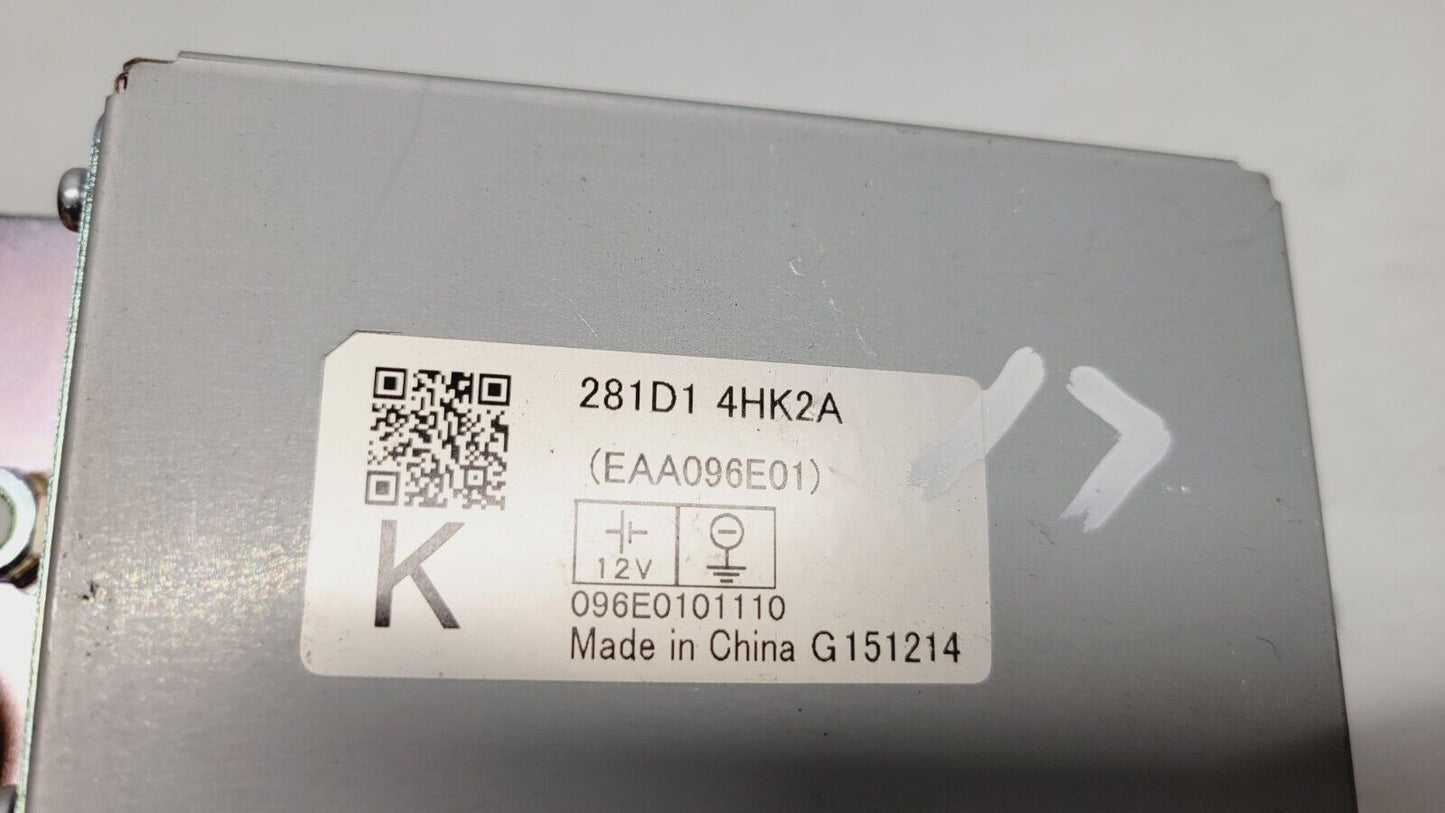 281D1 4HK2A
(EAA096E01)
12V
096E0101110
K
Made in China G151214